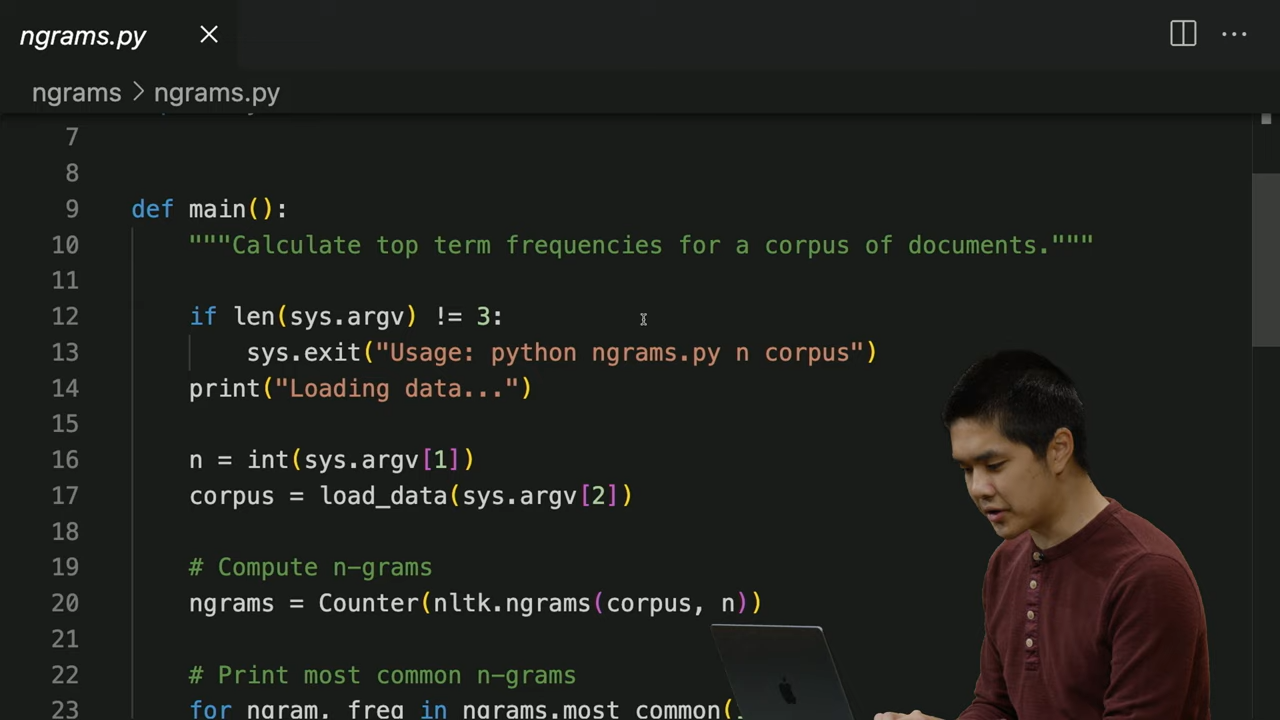 ngrams.py
ngrams > ngrams.py
7
8
9 def main():
10 """Calculate top term frequencies for a corpus of documents."""
11
12 if len(sys.argv) != 3:
13 sys.exit("Usage: python ngrams.py n corpus")
14 print("Loading data...")
15
16 n = int(sys.argv[1])
17 corpus = load_data(sys.argv[2])
18
19 # Compute n-grams
20 ngrams = Counter(nltk.ngrams(corpus, n))
21
22 # Print most common n-grams
23 for ngram, freq in ngrams.most_common(